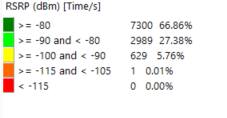 RSRP (dBm) [Time/s]
>= -80 7300 66.86%
>= -90 and < -80 2989 27.38%
>= -100 and < -90 629 5.76%
>= -115 and < -105 1 0.01%
< -115 0 0.00%